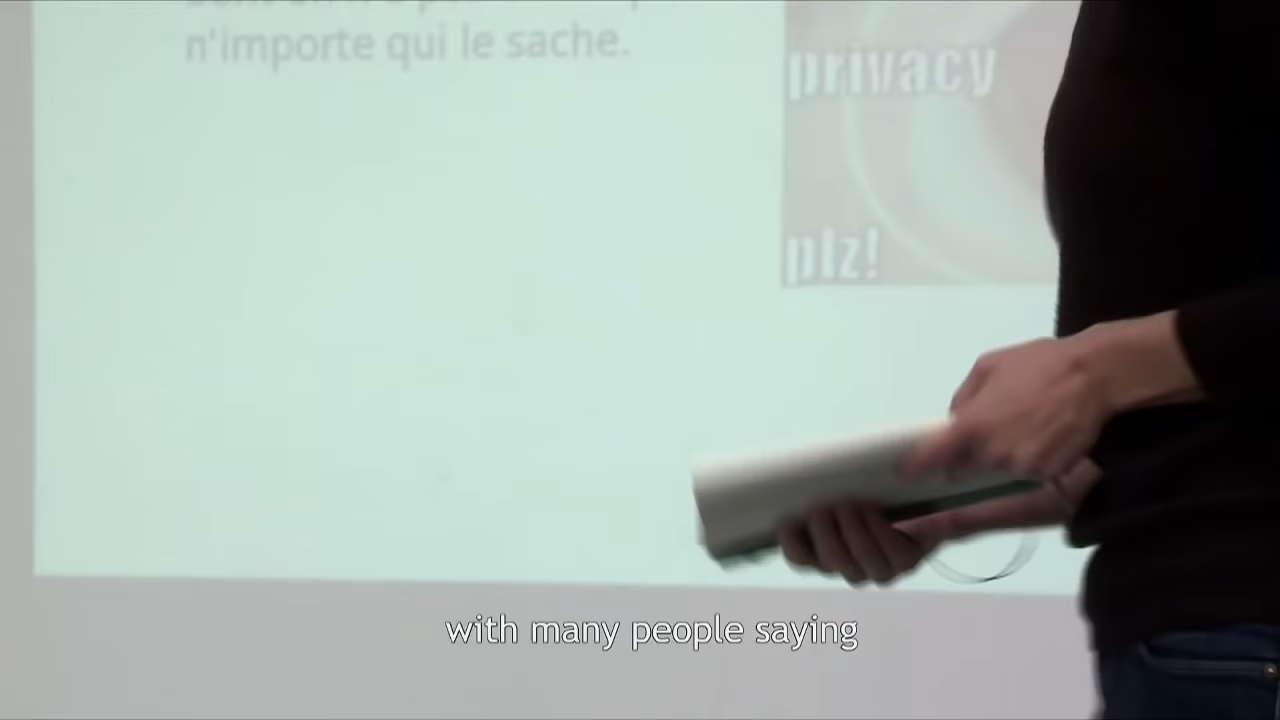 n'importe qui le sache.
privacy
plz!
with many people saying